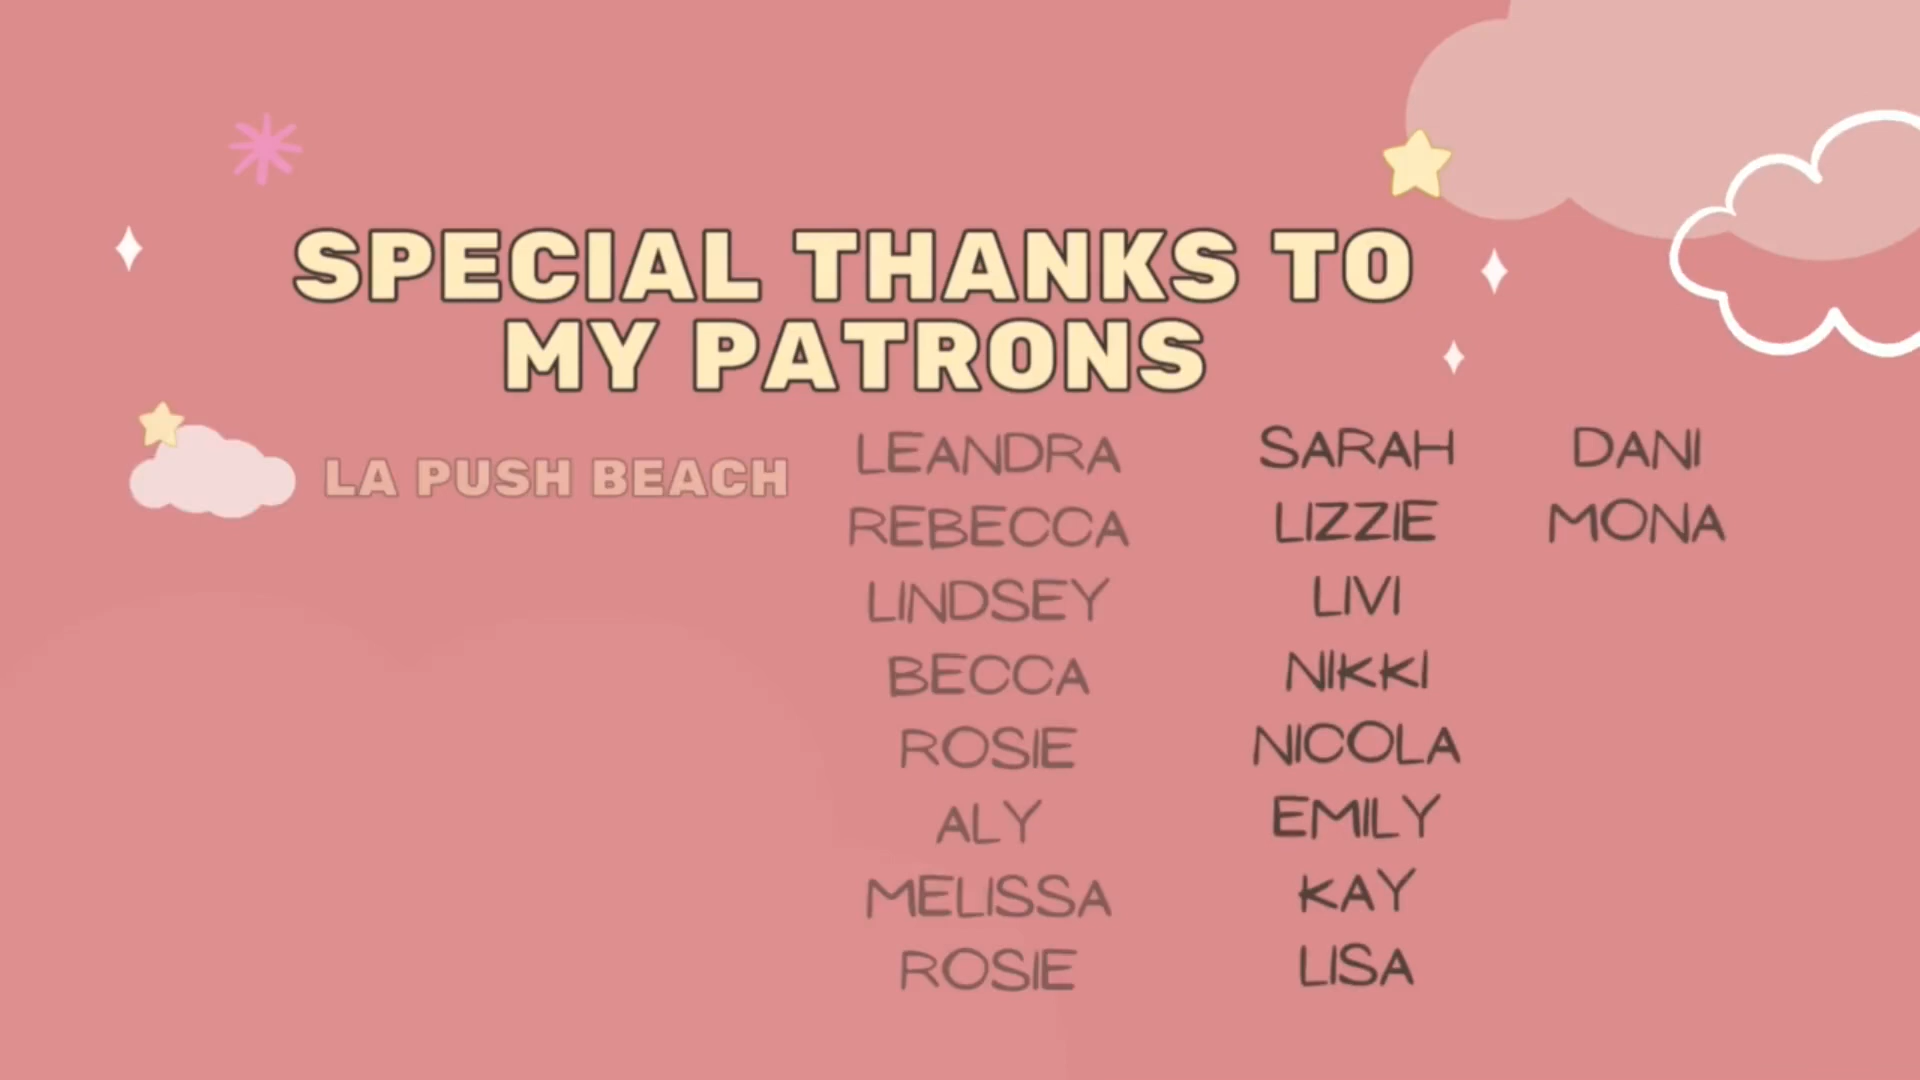 SPECIAL THANKS TO
MY PATRONS
LA PUSH BEACH
LEANDRA
REBECCA
LINDSEY
BECCA
ROSIE
ALY
MELISSA
ROSIE
SARAH
LIZZIE
LIVI
NIKKI
NICOLA
EMILY
KAY
LISA
DANI
MONA